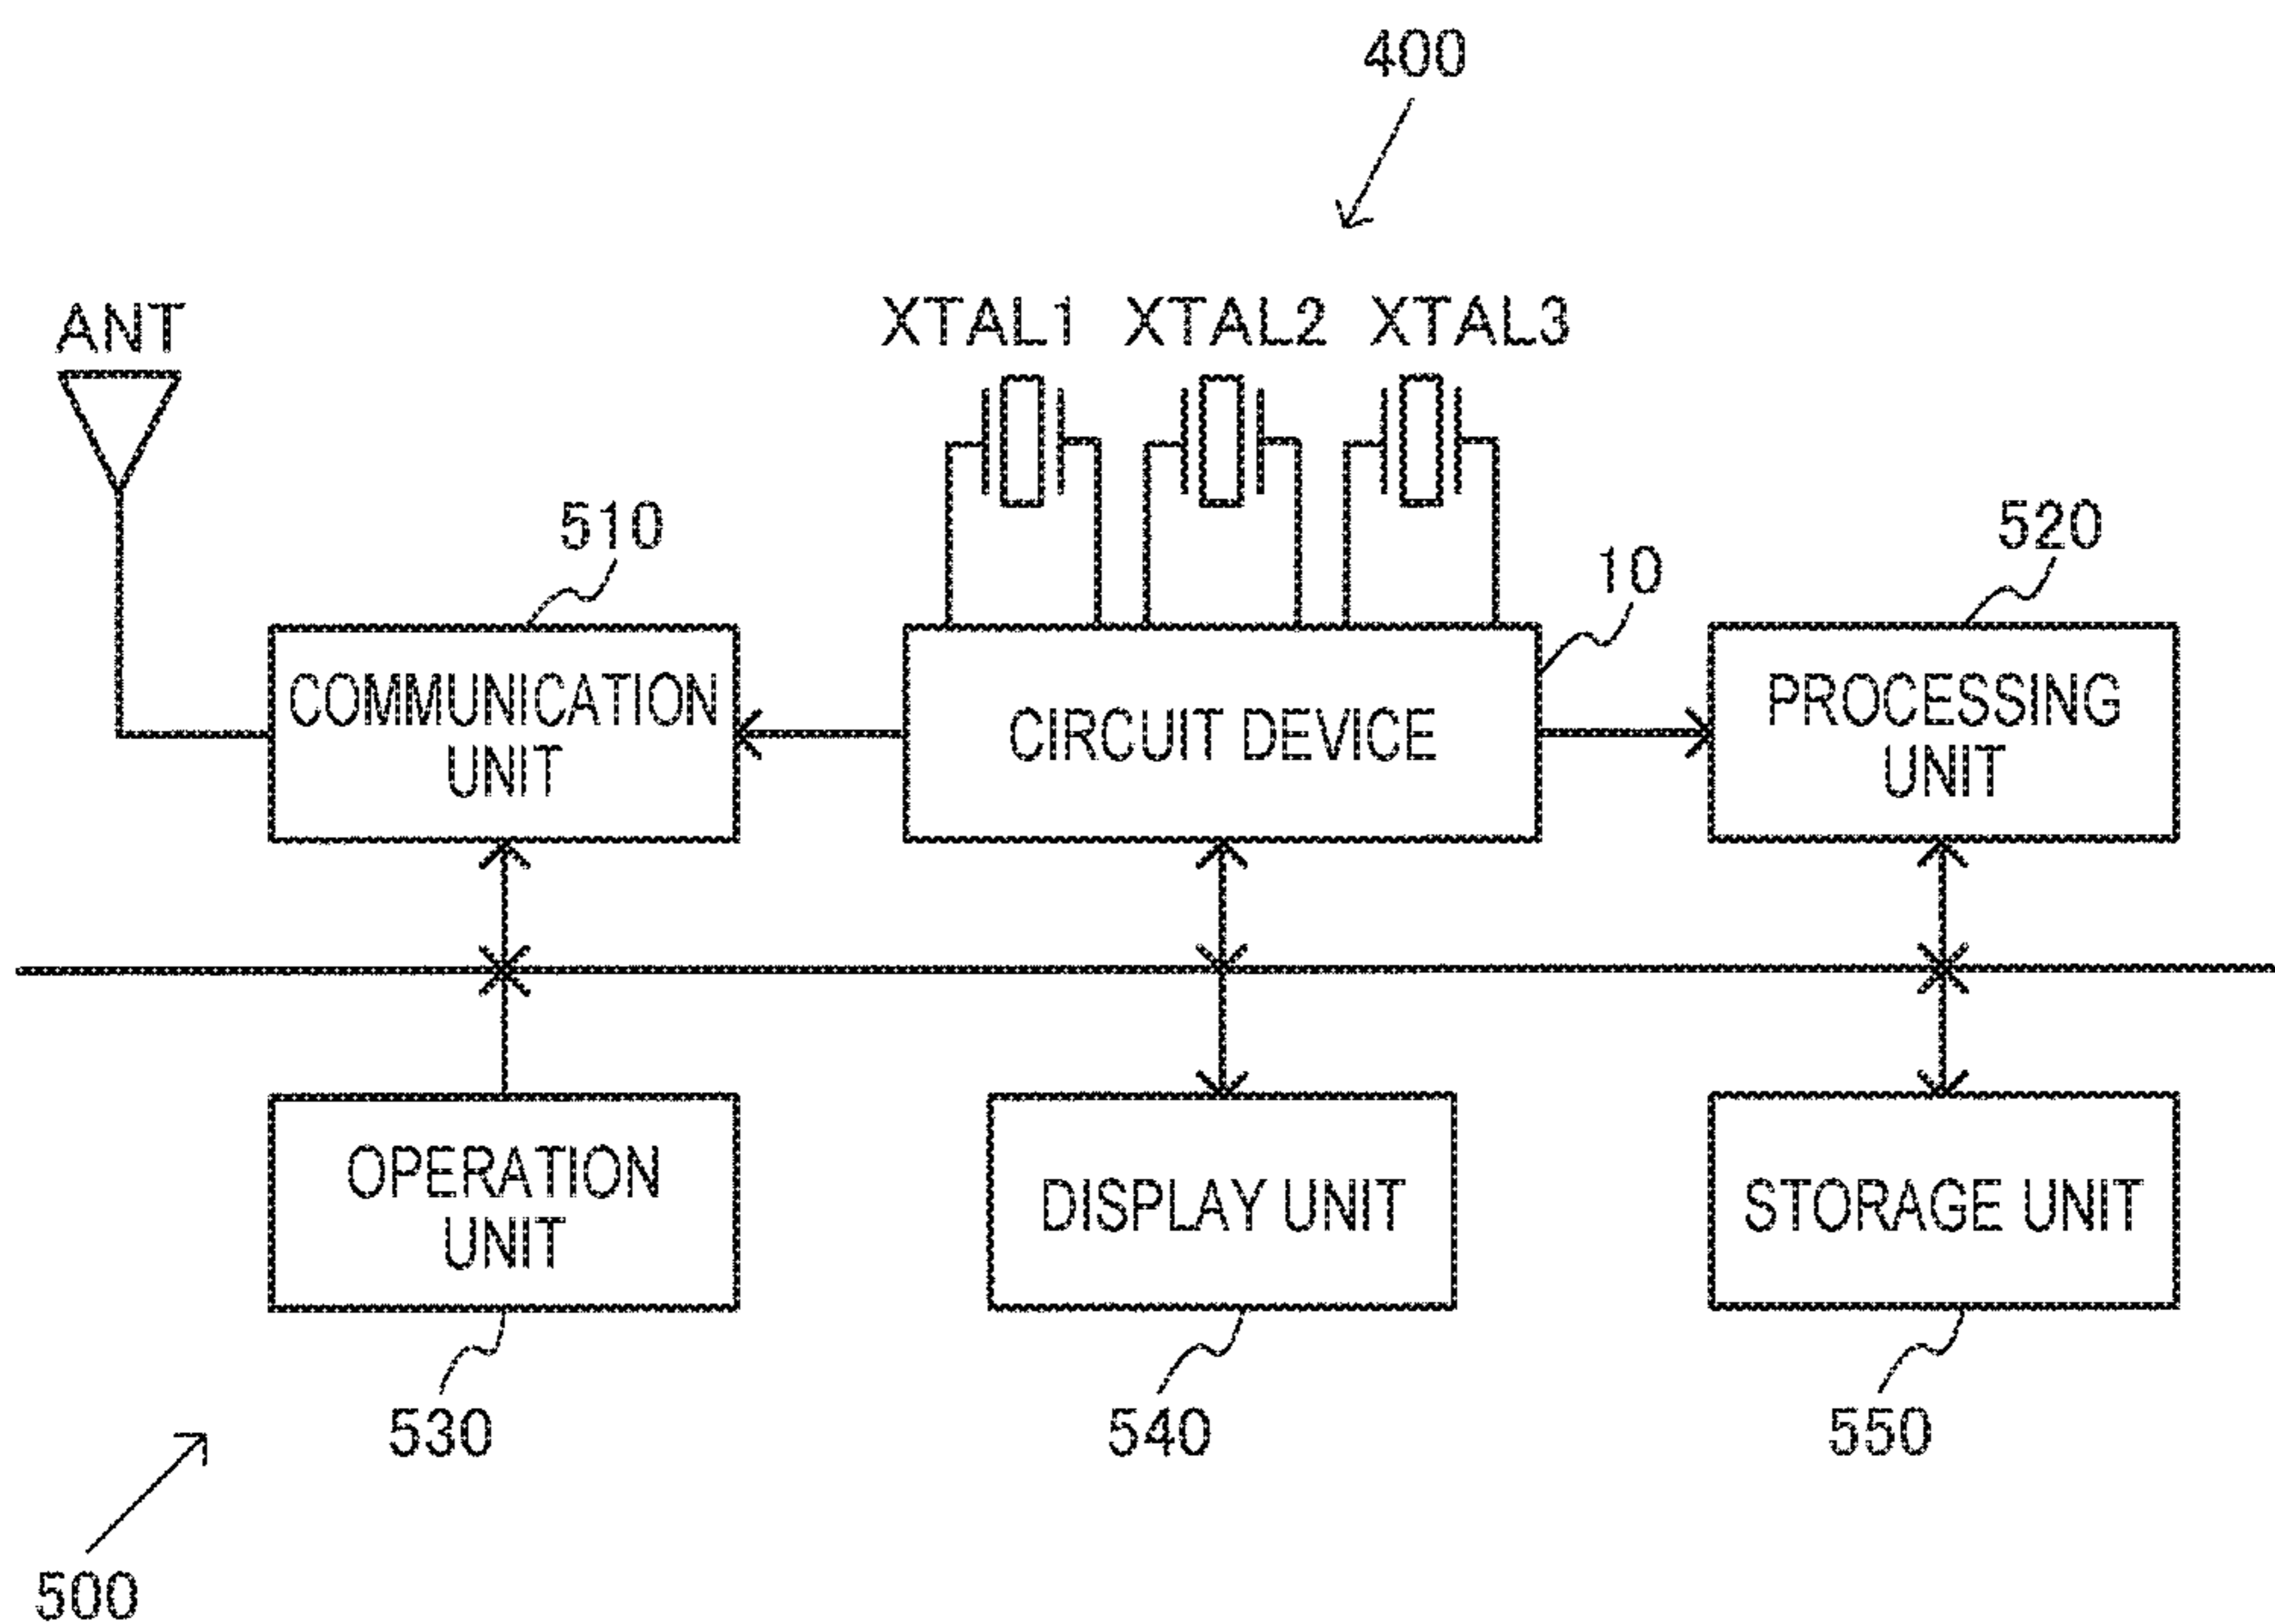 400
ANT
XTAL1 XTAL2 XTAL3
510
10
520
COMMUNICATION
UNIT
CIRCUIT DEVICE
PROCESSING
UNIT
OPERATION
UNIT
DISPLAY UNIT
STORAGE UNIT
530
540
550
500